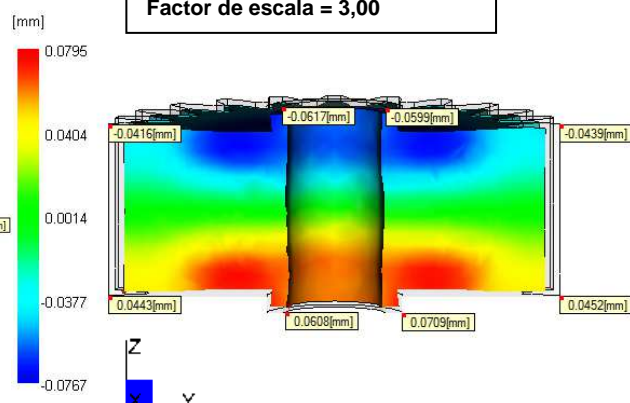 Factor de escala = 3,00
[mm]
0.0795
0.0404
0.0014
-0.0377
-0.0767
-0.0617[mm]
-0.0599[mm]
-0.0416[mm]
-0.0439[mm]
0.0443[mm]
0.0452[mm]
0.0608[mm]
0.0709[mm]
Z
X
Y